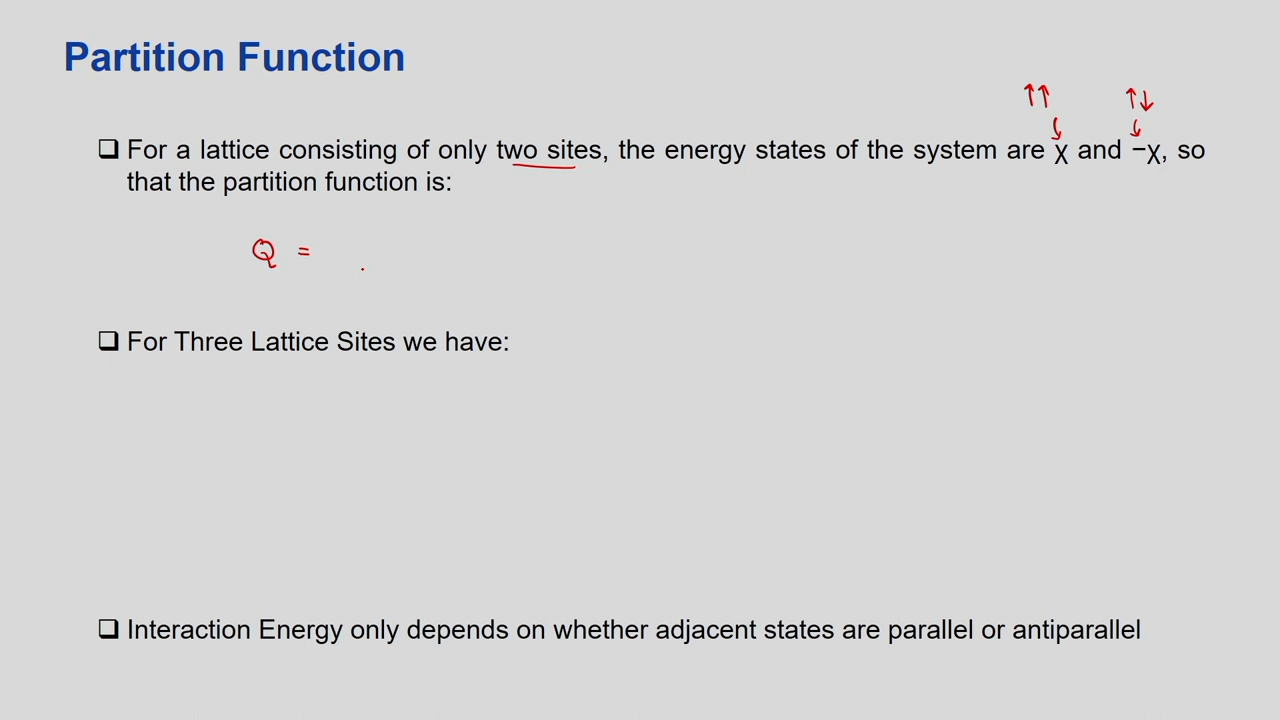 Partition Function
↑↑ ↑↓
❑ For a lattice consisting of only two sites, the energy states of the system are χ and −χ, so
that the partition function is:
Q =
❑ For Three Lattice Sites we have:
❑ Interaction Energy only depends on whether adjacent states are parallel or antiparallel